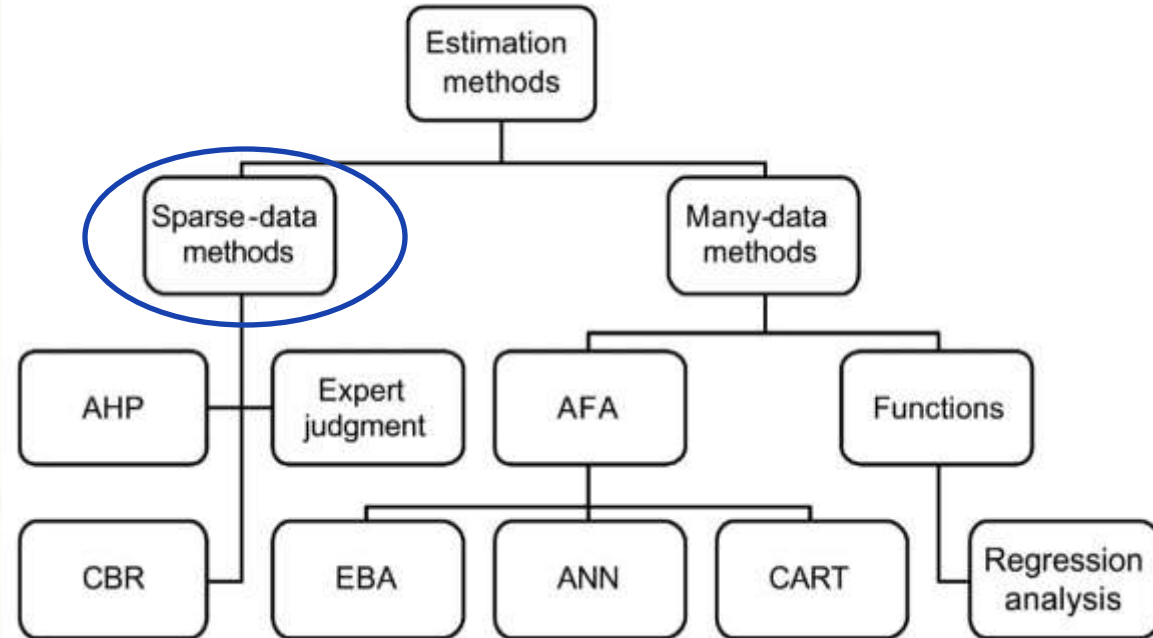 Estimation
methods
Sparse-data
methods
Many-data
methods
AHP
Expert
judgment
AFA
Functions
CBR
EBA
ANN
CART
Regression
analysis